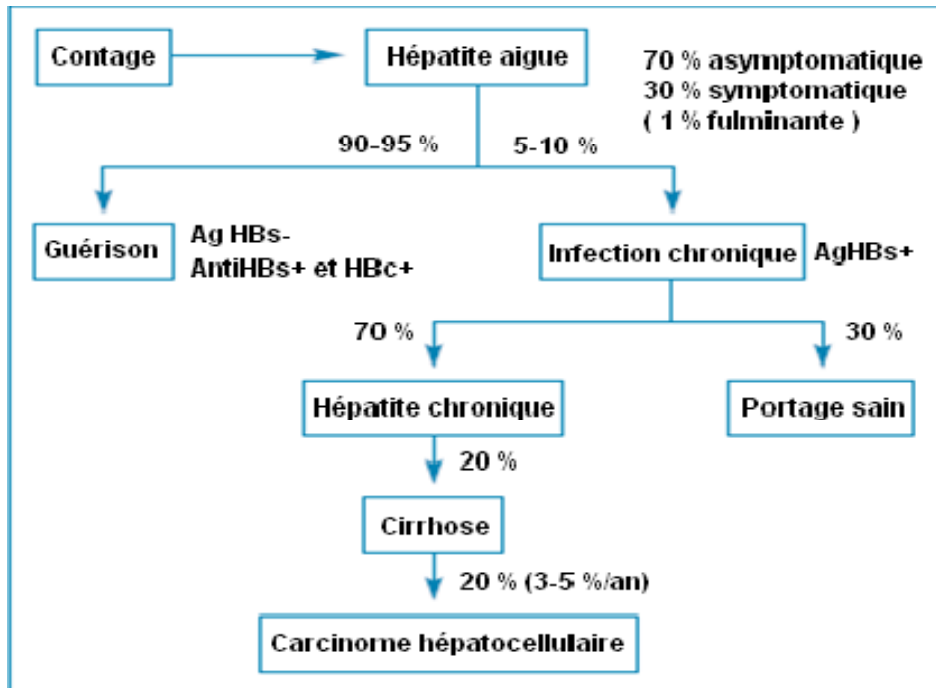 Contage
Hépatite aigue
70 % asymptomatique
30 % symptomatique
( 1 % fulminante )
90-95 %
5-10 %
Guérison
Ag HBs-
AntiHBs+ et HBc+
Infection chronique
AgHBs+
70 %
30 %
Hépatite chronique
Portage sain
20 %
Cirrhose
20 % (3-5 %/an)
Carcinome hépatocellulaire